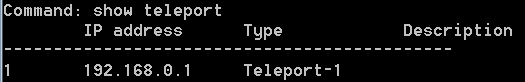 Command: show teleport
IP address Type Description
--------------------------------------------------
1 192.168.0.1 Teleport-1